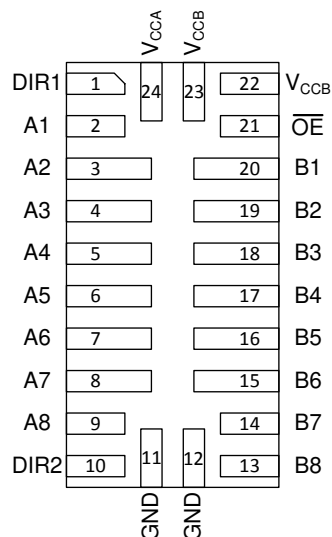 VCCA VCCB
DIR1 1 24 23 22 VCCB
A1 2 21 OE
A2 3 20 B1
A3 4 19 B2
A4 5 18 B3
A5 6 17 B4
A6 7 16 B5
A7 8 15 B6
A8 9 14 B7
DIR2 10 11 12 13 B8
GND GND